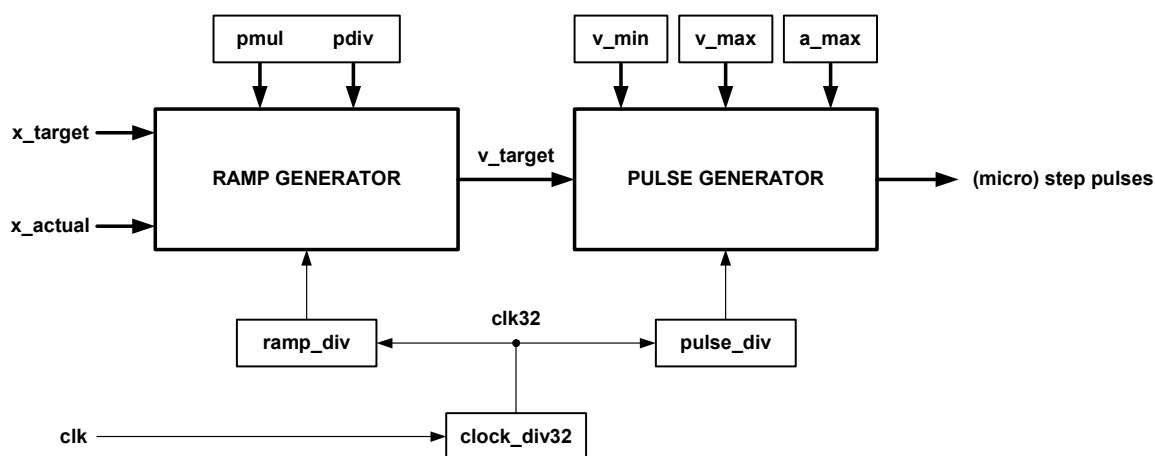 pmul pdiv
v_min
v_max
a_max
x_target
x_actual
RAMP GENERATOR
v_target
PULSE GENERATOR
(micro) step pulses
clk32
ramp_div
pulse_div
clk
clock_div32